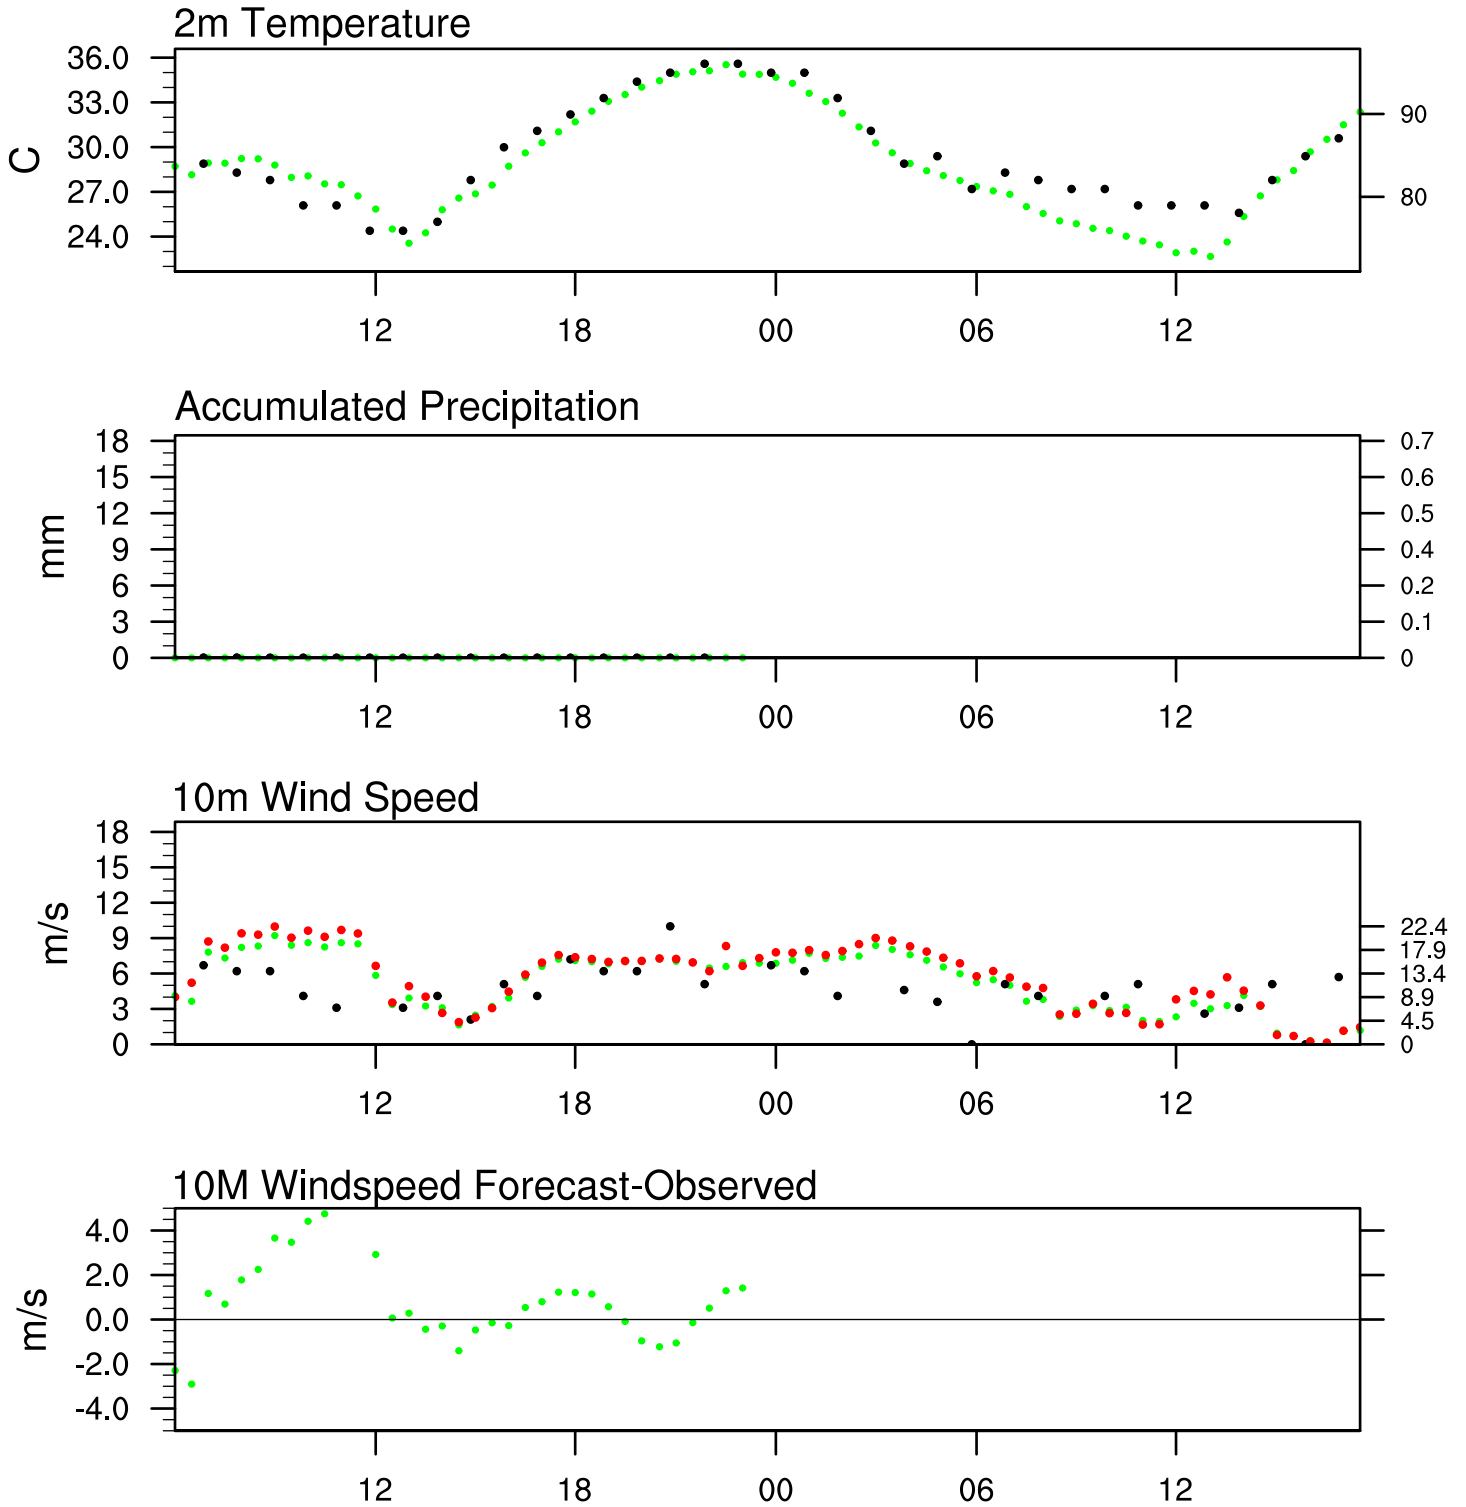 2m Temperature
36.0
33.0
90
30.0
C
27.0
80
24.0
12 18 00 06 12
Accumulated Precipitation
18 0.7
15 0.6
12 0.5
mm
9 0.4
6 0.2
3 0.1
0 0
12 18 00 06 12
10m Wind Speed
18
15
12
m/s
9 22.4
17.9
6 13.4
8.9
3
4.5
0 0
12 18 00 06 12
10M Windspeed Forecast-Observed
4.0
2.0
m/s
0.0
-2.0
-4.0
12 18 00 06 12